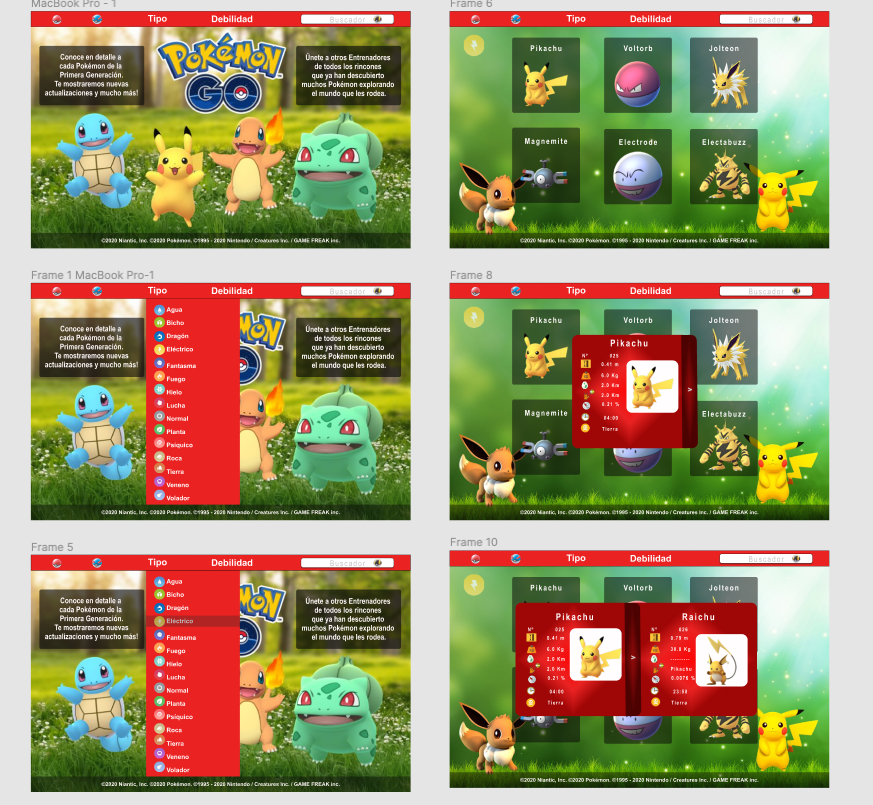 MacBook Pro - 1
Tipo Debilidad Buscador
Conoce en detalle a
cada Pokémon de la
Primera Generación.
Te mostraremos nuevas
actualizaciones y mucho más!
POKéMON
GO
Únete a otros Entrenadores
de todos los rincones
que ya han descubierto
muchos Pokémon explorando
el mundo que les rodea.
©2020 Niantic, Inc. ©2020 Pokémon. ©1995 - 2020 Nintendo / Creatures Inc. / GAME FREAK inc.
Frame 6
Tipo Debilidad Buscador
Pikachu Voltorb Jolteon
Magnemite Electrode Electabuzz
©2020 Niantic, Inc. ©2020 Pokémon. ©1995 - 2020 Nintendo / Creatures Inc. / GAME FREAK inc.
Frame 1 MacBook Pro-1
Tipo Debilidad Buscador
Conoce en detalle a
cada Pokémon de la
Primera Generación.
Te mostraremos nuevas
actualizaciones y mucho más!
Agua
Bicho
Dragón
Eléctrico
Fantasma
Fuego
Hielo
Lucha
Normal
Planta
Psíquico
Roca
Tierra
Veneno
Volador
MON
Únete a otros Entrenadores
de todos los rincones
que ya han descubierto
muchos Pokémon explorando
el mundo que les rodea.
©2020 Niantic, Inc. ©2020 Pokémon. ©1995 - 2020 Nintendo / Creatures Inc. / GAME FREAK inc.
Frame 8
Tipo Debilidad Buscador
Pikachu Voltorb Jolteon
Magnemite Electabuzz
Pikachu
N° 025
0.41 m
6.0 Kg
2.0 Km
2.0 Km
0.21 %
04:00
Tierra
>
©2020 Niantic, Inc. ©2020 Pokémon. ©1995 - 2020 Nintendo / Creatures Inc. / GAME FREAK inc.
Frame 5
Tipo Debilidad Buscador
Conoce en detalle a
cada Pokémon de la
Primera Generación.
Te mostraremos nuevas
actualizaciones y mucho más!
Agua
Bicho
Dragón
Eléctrico
Fantasma
Fuego
Hielo
Lucha
Normal
Planta
Psíquico
Roca
Tierra
Veneno
Volador
MON
Únete a otros Entrenadores
de todos los rincones
que ya han descubierto
muchos Pokémon explorando
el mundo que les rodea.
©2020 Niantic, Inc. ©2020 Pokémon. ©1995 - 2020 Nintendo / Creatures Inc. / GAME FREAK inc.
Frame 10
Tipo Debilidad Buscador
Pikachu Voltorb Jolteon
Pikachu
N° 025
0.41 m
6.0 Kg
2.0 Km
2.0 Km
0.21 %
04:00
Tierra
>
Raichu
N° 026
0.79 m
30.0 Kg
---------
Pikachu
0.0076 %
23:58
Tierra
©2020 Niantic, Inc. ©2020 Pokémon. ©1995 - 2020 Nintendo / Creatures Inc. / GAME FREAK inc.